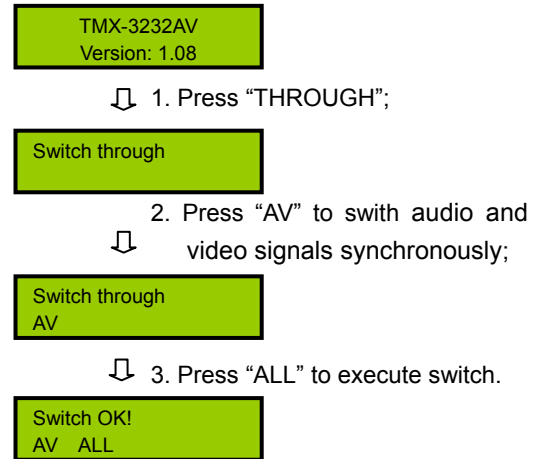 TMX-3232AV
Version: 1.08
1. Press “THROUGH”;
Switch through
2. Press “AV” to swith audio and
video signals synchronously;
Switch through
AV
3. Press “ALL” to execute switch.
Switch OK!
AV ALL